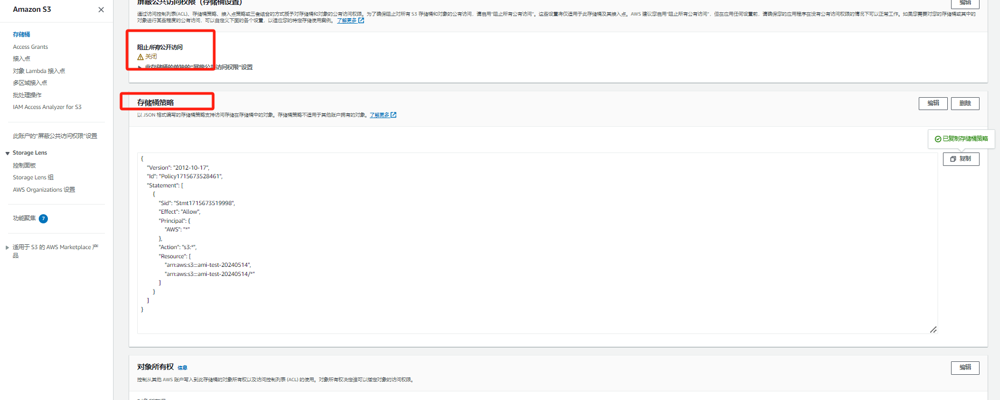 Amazon S3
存储桶
Access Grants
接入点
对象 Lambda 接入点
多区域接入点
批处理操作
IAM Access Analyzer for S3
此账户的“屏蔽公共访问权限”设置
Storage Lens
控制面板
Storage Lens 组
AWS Organizations 设置
功能聚焦 7
适用于 S3 的 AWS Marketplace 产
品
屏蔽公共访问权限（存储桶设置）
编辑
通过访问控制列表(ACL)、存储桶策略、接入点策略或三者结合的方式授予对存储桶和对象的公有访问权限。为了确保阻止对所有 S3 存储桶和对象的公有访问，请启用“阻止所有公有访问”。这些设置将仅适用于此存储桶及其接入点。AWS 建议您启用“阻止所有公有访问”，但在应用任何设置前，请确保您的应用程序在没有公有访问权限的情况下可以正常工作。如果您需要对您的存储桶或其中的
对象进行某些程度的公有访问，可以自定义下面的各个设置，以适应您的特定存储使用案例。 了解更多
阻止所有公开访问
关闭
此存储桶的单独的“屏蔽公共访问权限”设置
存储桶策略
编辑
删除
以 JSON 格式编写的存储桶策略支持访问存储在存储桶中的对象。存储桶策略不适用于其他账户拥有的对象。 了解更多
已复制存储桶策略
复制
{
"Version": "2012-10-17",
"Id": "Policy1715673528461",
"Statement": [
{
"Sid": "Stmt1715673519998",
"Effect": "Allow",
"Principal": {
"AWS": "*"
},
"Action": "s3:*",
"Resource": [
"arn:aws:s3:::ami-test-20240514",
"arn:aws:s3:::ami-test-20240514/*"
]
}
]
}
对象所有权 信息
编辑
控制从其他 AWS 账户写入到此存储桶的对象所有权以及访问控制列表 (ACL) 的使用。对象所有权决定谁可以指定对象的访问权限。